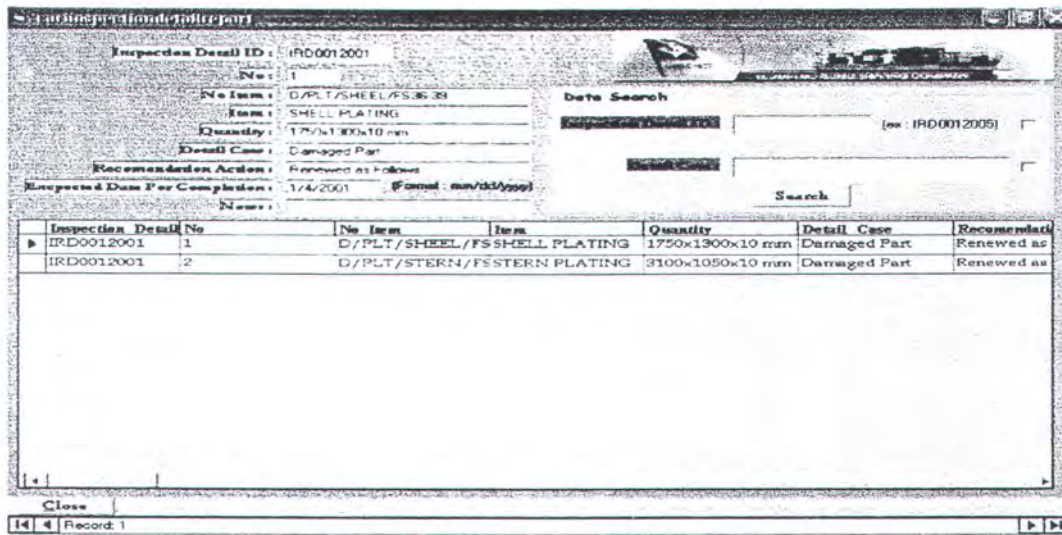 Inspection Detail ID : IRD0012001
No : 1
No Item : D/PLT/SHEEL/FS36-39
Item : SHELL PLATING
Quantity : 1750x1300x10 mm
Detail Case : Damaged Part
Recomendation Action : Renewed as Follows
Exepected Date For Completion : 1/4/2001 [Format : mm/dd/yyyy]
Data Search
[ex : IRD0012005]
Search
Inspection Detail No No Item Item Quantity Detail Case Recomendati
IRD0012001 1 D/PLT/SHEEL/FS SHELL PLATING 1750x1300x10 mm Damaged Part Renewed as
IRD0012001 2 D/PLT/STERN/FS STERN PLATING 3100x1050x10 mm Damaged Part Renewed as
Close
Record: 1